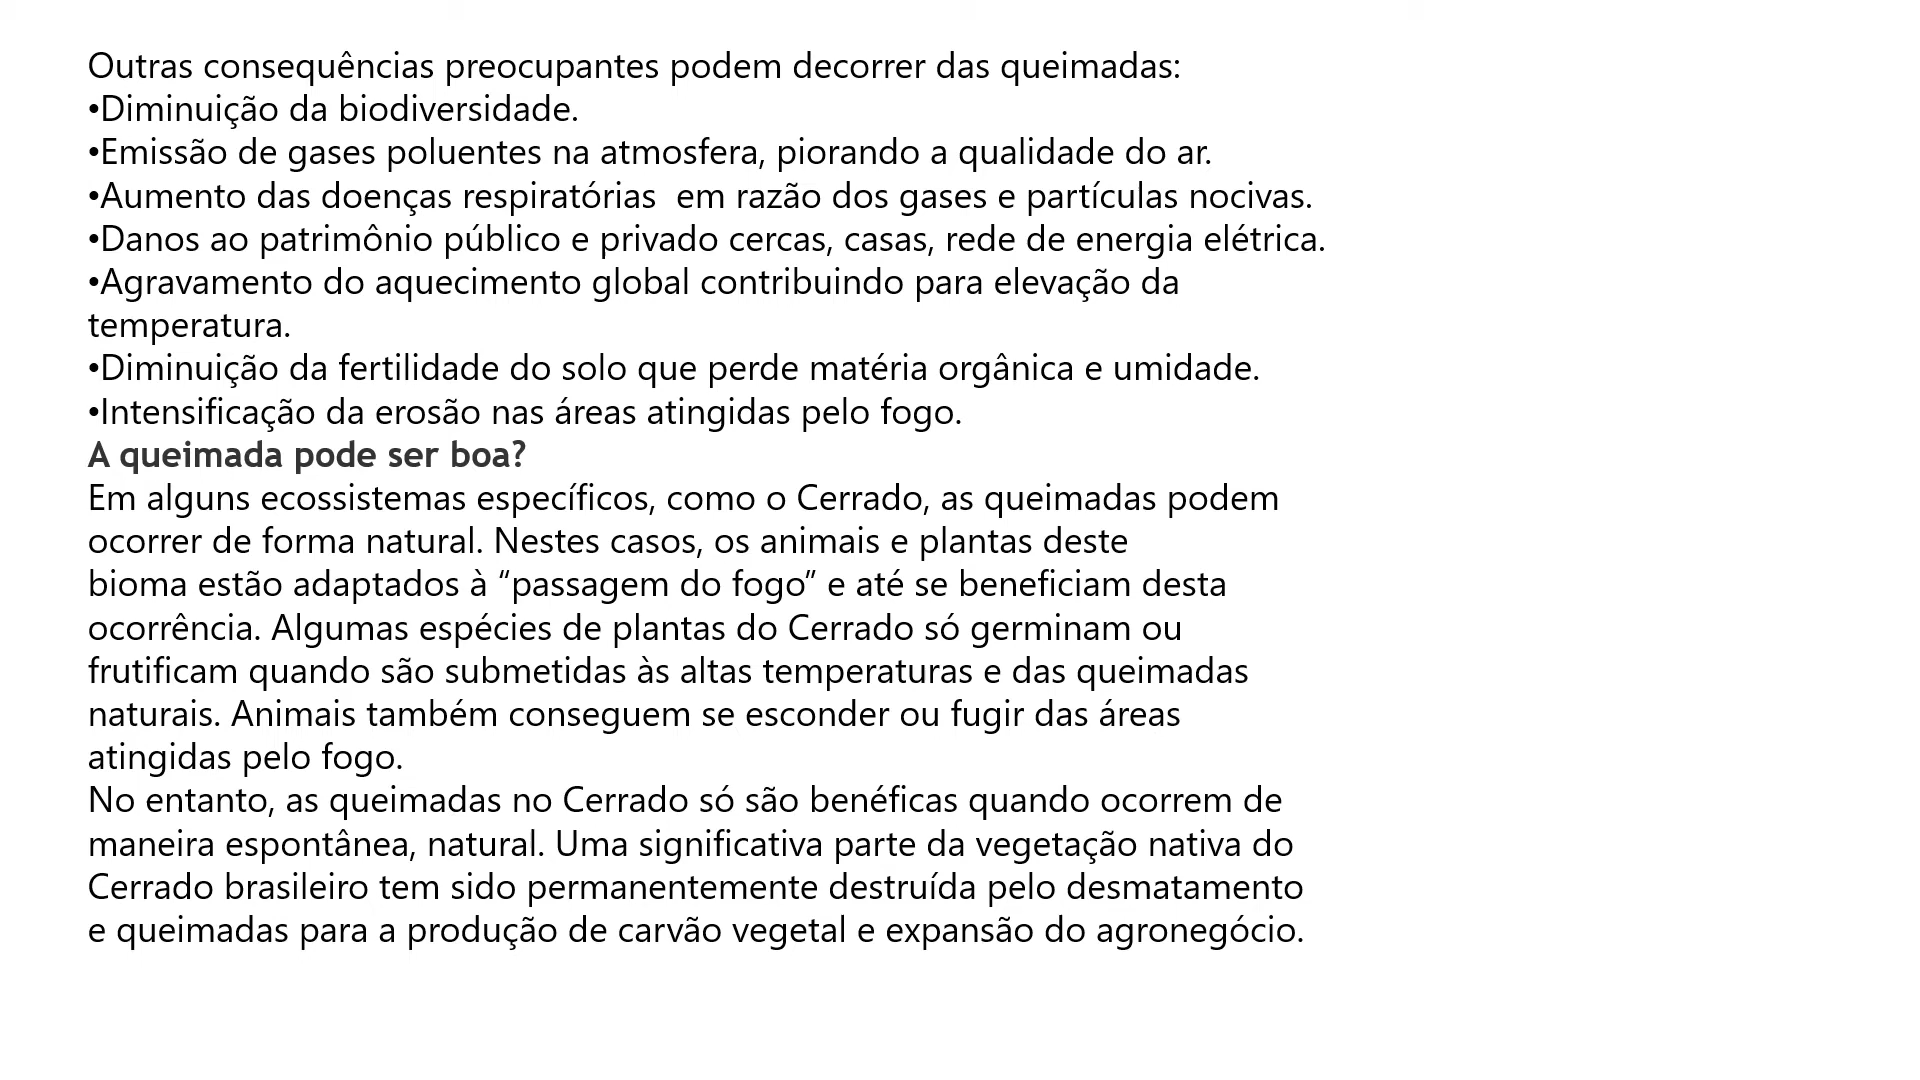 Outras consequências preocupantes podem decorrer das queimadas:
•Diminuição da biodiversidade.
•Emissão de gases poluentes na atmosfera, piorando a qualidade do ar.
•Aumento das doenças respiratórias  em razão dos gases e partículas nocivas.
•Danos ao patrimônio público e privado cercas, casas, rede de energia elétrica.
•Agravamento do aquecimento global contribuindo para elevação da
temperatura.
•Diminuição da fertilidade do solo que perde matéria orgânica e umidade.
•Intensificação da erosão nas áreas atingidas pelo fogo.
A queimada pode ser boa?
Em alguns ecossistemas específicos, como o Cerrado, as queimadas podem
ocorrer de forma natural. Nestes casos, os animais e plantas deste
bioma estão adaptados à “passagem do fogo” e até se beneficiam desta
ocorrência. Algumas espécies de plantas do Cerrado só germinam ou
frutificam quando são submetidas às altas temperaturas e das queimadas
naturais. Animais também conseguem se esconder ou fugir das áreas
atingidas pelo fogo.
No entanto, as queimadas no Cerrado só são benéficas quando ocorrem de
maneira espontânea, natural. Uma significativa parte da vegetação nativa do
Cerrado brasileiro tem sido permanentemente destruída pelo desmatamento
e queimadas para a produção de carvão vegetal e expansão do agronegócio.